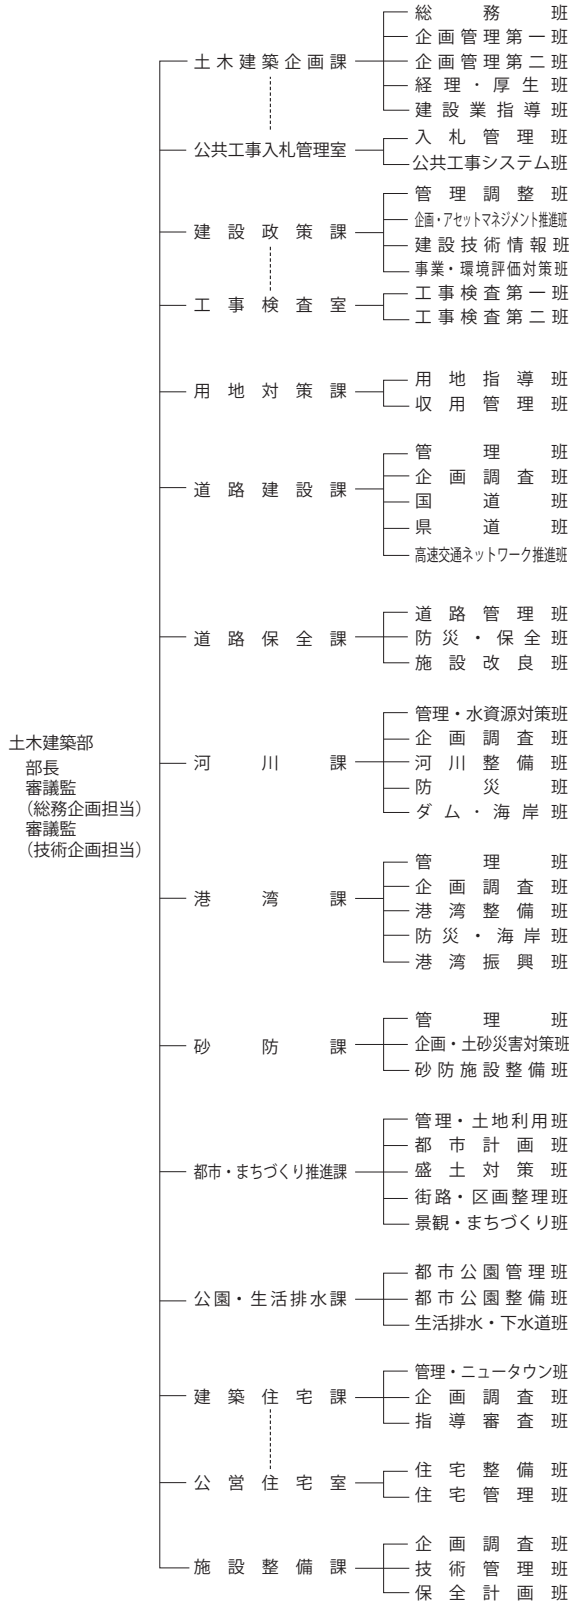 土木建築部
部長
審議監
（総務企画担当）
審議監
（技術企画担当）
土木建築企画課
総務班
企画管理第一班
企画管理第二班
経理・厚生班
建設業指導班
公共工事入札管理室
入札管理班
公共工事システム班
建設政策課
管理調整班
企画・アセットマネジメント推進班
建設技術情報班
事業・環境評価対策班
工事検査室
工事検査第一班
工事検査第二班
用地対策課
用地指導班
収用管理班
道路建設課
管理班
企画調査班
国道班
県道班
高速交通ネットワーク推進班
道路保全課
道路管理班
防災・保全班
施設改良班
河川課
管理・水資源対策班
企画調査班
河川整備班
防災班
ダム・海岸班
港湾課
管理班
企画調査班
港湾整備班
防災・海岸班
港湾振興班
砂防課
管理班
企画・土砂災害対策班
砂防施設整備班
都市・まちづくり推進課
管理・土地利用班
都市計画班
盛土対策班
街路・区画整理班
景観・まちづくり班
公園・生活排水課
都市公園管理班
都市公園整備班
生活排水・下水道班
建築住宅課
管理・ニュータウン班
企画調査班
指導審査班
公営住宅室
住宅整備班
住宅管理班
施設整備課
企画調査班
技術管理班
保全計画班